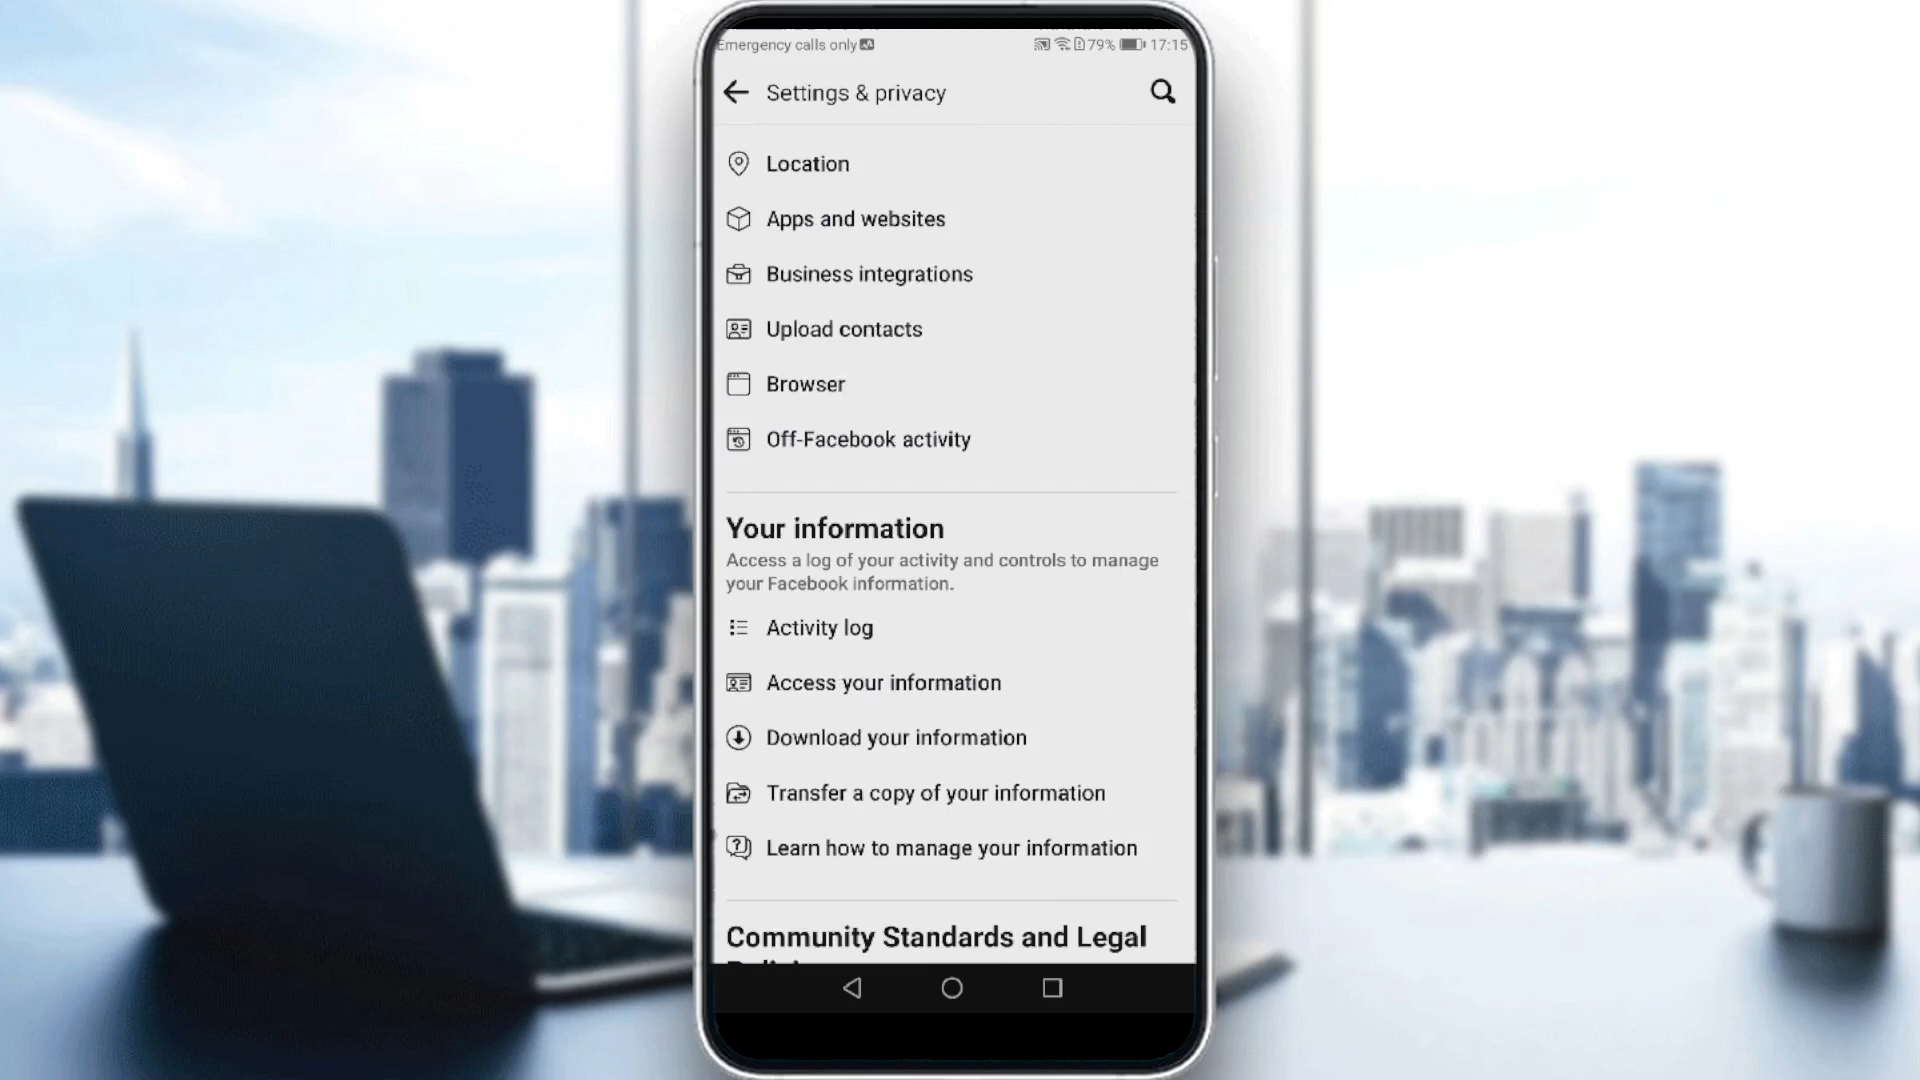 Emergency calls only
79% 17:15
Settings & privacy
Location
Apps and websites
Business integrations
Upload contacts
Browser
Off-Facebook activity
Your information
Access a log of your activity and controls to manage
your Facebook information.
Activity log
Access your information
Download your information
Transfer a copy of your information
Learn how to manage your information
Community Standards and Legal